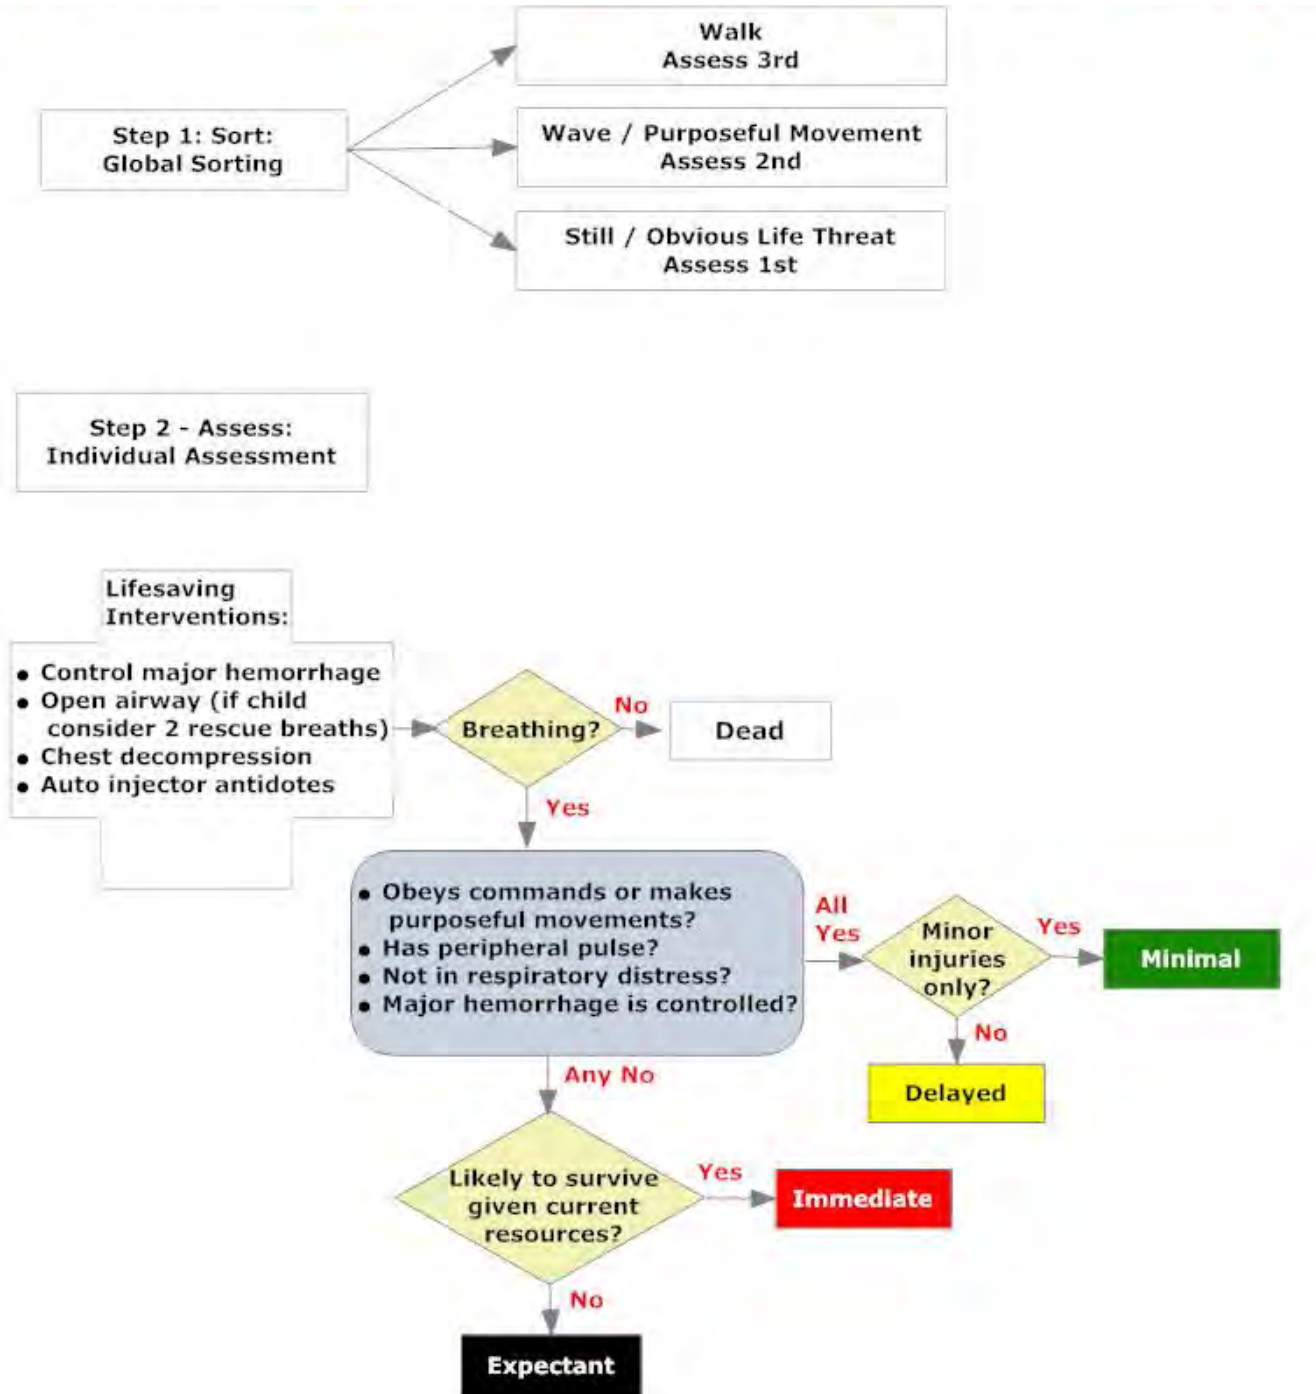 Walk
Assess 3rd
Step 1: Sort:
Global Sorting
Wave / Purposeful Movement
Assess 2nd
Still / Obvious Life Threat
Assess 1st
Step 2 - Assess:
Individual Assessment
Lifesaving
Interventions:
● Control major hemorrhage
● Open airway (if child
consider 2 rescue breaths)
● Chest decompression
● Auto injector antidotes
Breathing?
No
Dead
Yes
● Obeys commands or makes
purposeful movements?
● Has peripheral pulse?
● Not in respiratory distress?
● Major hemorrhage is controlled?
All
Yes
Minor
injuries
only?
Yes
Minimal
No
Delayed
Any No
Likely to survive
given current
resources?
Yes
Immediate
No
Expectant